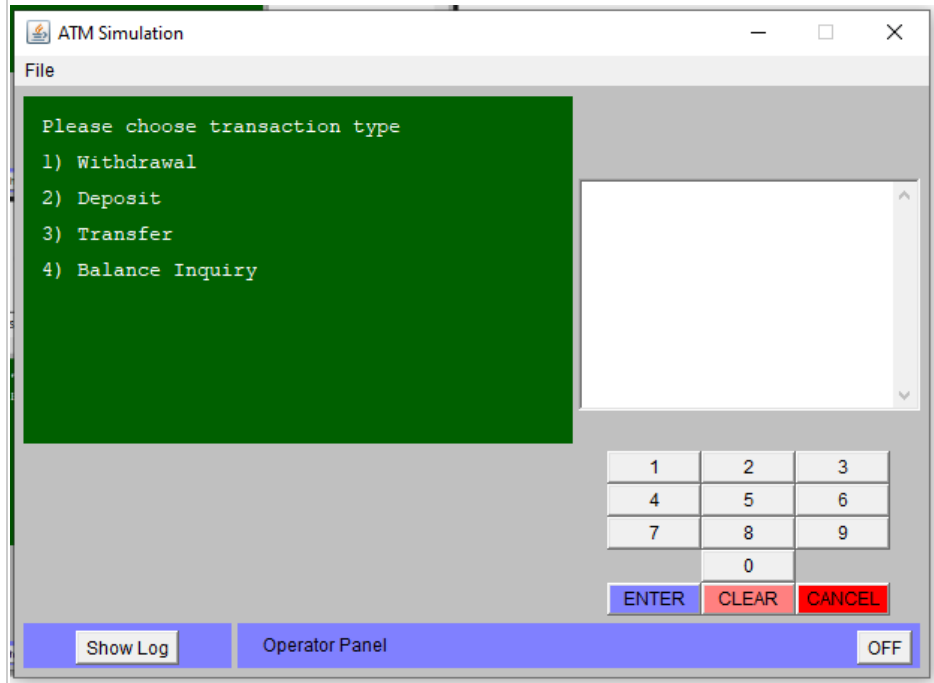 ATM Simulation
File
Please choose transaction type
1) Withdrawal
2) Deposit
3) Transfer
4) Balance Inquiry
1 2 3
4 5 6
7 8 9
0
ENTER CLEAR CANCEL
Show Log Operator Panel OFF